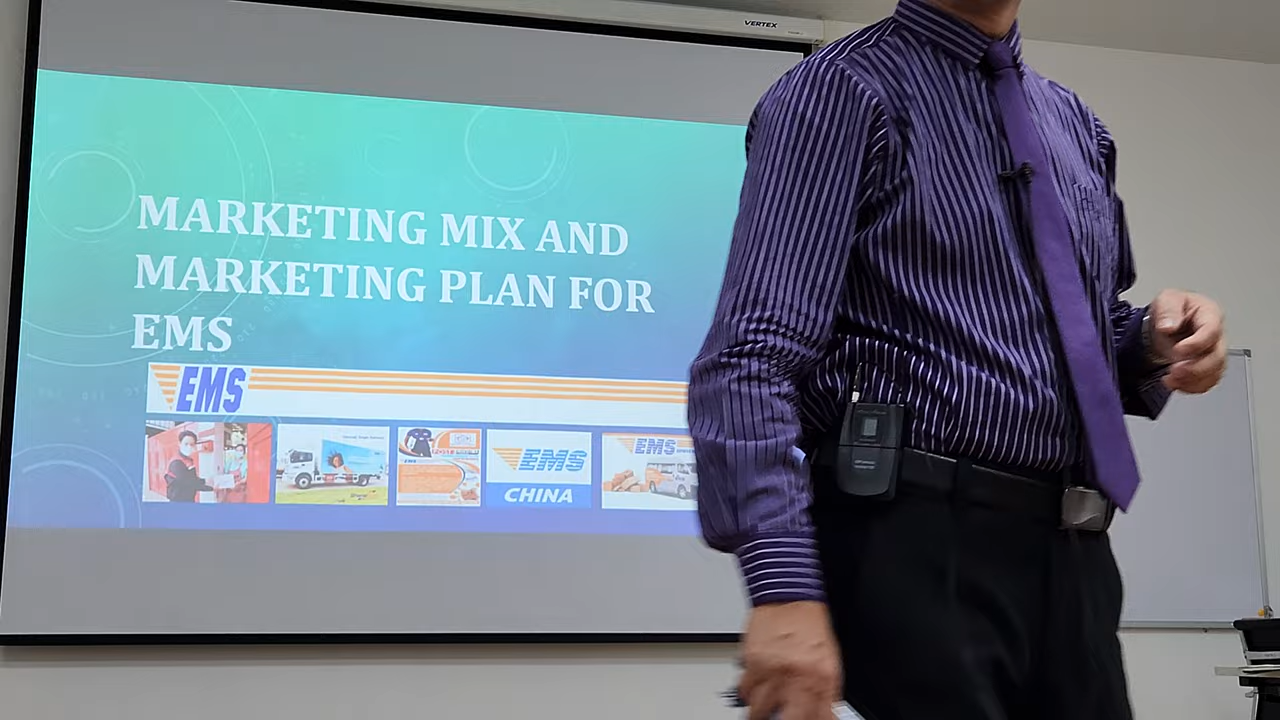 VERTEX
MARKETING MIX AND
MARKETING PLAN FOR
EMS
EMS
EMS
CHINA
EMS